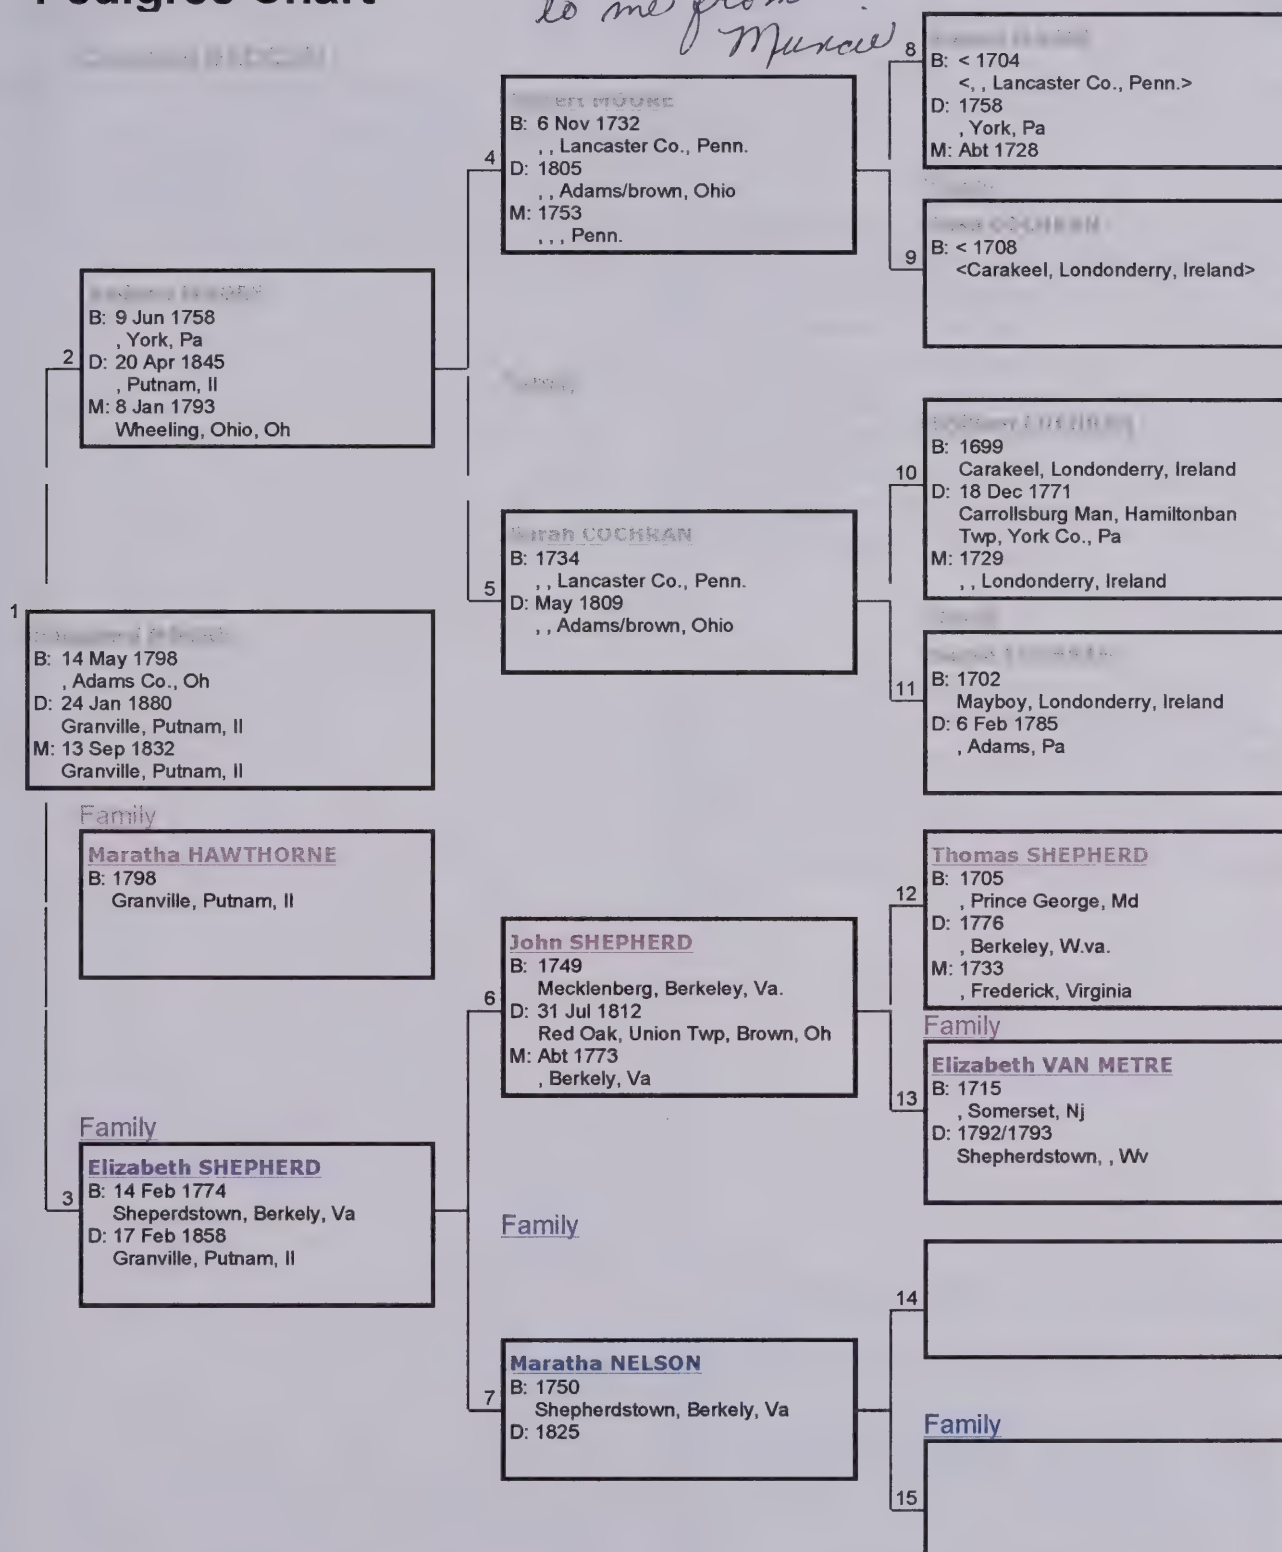 to me from
Muncie
8
B: < 1704
<, , Lancaster Co., Penn.>
D: 1758
, York, Pa
M: Abt 1728
4
MOORE
B: 6 Nov 1732
, , Lancaster Co., Penn.
D: 1805
, , Adams/brown, Ohio
M: 1753
, , , Penn.
9
COCHRAN
B: < 1708
<Carakeel, Londonderry, Ireland>
2
B: 9 Jun 1758
, York, Pa
D: 20 Apr 1845
, Putnam, Il
M: 8 Jan 1793
Wheeling, Ohio, Oh
10
B: 1699
Carakeel, Londonderry, Ireland
D: 18 Dec 1771
Carrollsburg Man, Hamiltonban
Twp, York Co., Pa
M: 1729
, , Londonderry, Ireland
5
Sarah COCHRAN
B: 1734
, , Lancaster Co., Penn.
D: May 1809
, , Adams/brown, Ohio
1
B: 14 May 1798
, Adams Co., Oh
D: 24 Jan 1880
Granville, Putnam, Il
M: 13 Sep 1832
Granville, Putnam, Il
11
B: 1702
Mayboy, Londonderry, Ireland
D: 6 Feb 1785
, Adams, Pa
Family
Maratha HAWTHORNE
B: 1798
Granville, Putnam, Il
12
Thomas SHEPHERD
B: 1705
, Prince George, Md
D: 1776
, Berkeley, W.va.
M: 1733
, Frederick, Virginia
6
John SHEPHERD
B: 1749
Mecklenberg, Berkeley, Va.
D: 31 Jul 1812
Red Oak, Union Twp, Brown, Oh
M: Abt 1773
, Berkely, Va
Family
13
Elizabeth VAN METRE
B: 1715
, Somerset, Nj
D: 1792/1793
Shepherdstown, , Wv
Family
3
Elizabeth SHEPHERD
B: 14 Feb 1774
Sheperdstown, Berkely, Va
D: 17 Feb 1858
Granville, Putnam, Il
Family
14
7
Maratha NELSON
B: 1750
Shepherdstown, Berkely, Va
D: 1825
Family
15